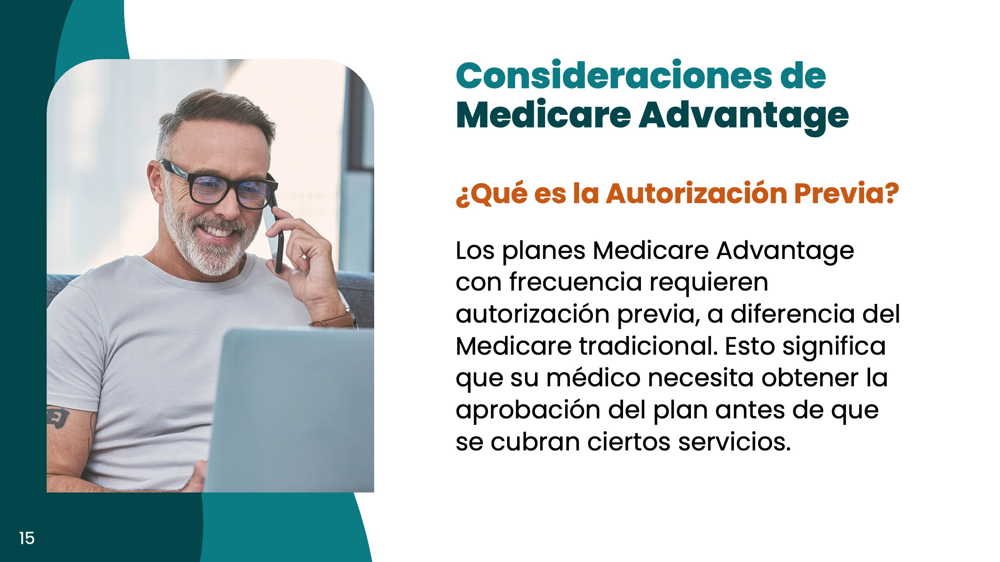 Consideraciones de
Medicare Advantage
¿Qué es la Autorización Previa?
Los planes Medicare Advantage
con frecuencia requieren
autorización previa, a diferencia del
Medicare tradicional. Esto significa
que su médico necesita obtener la
aprobación del plan antes de que
se cubran ciertos servicios.
15